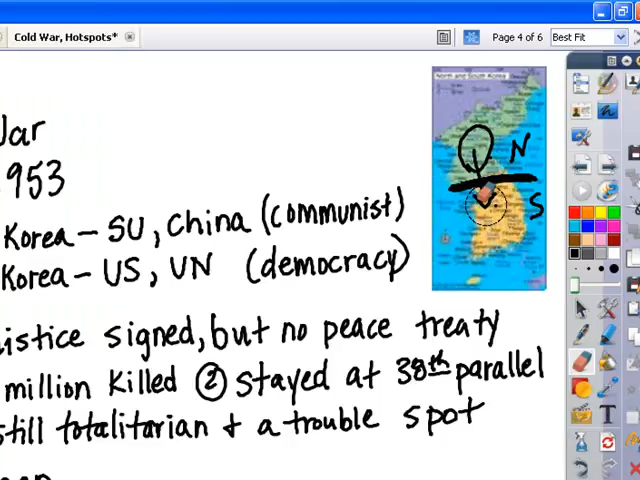 Cold War, Hotspots*
Page 4 of 6
Best Fit
North and South Korea
War
1953
N
S
Korea - SU, China (communist)
Korea - US, UN (democracy)
istice signed, but no peace treaty
million killed ② stayed at 38th parallel
still totalitarian + a trouble spot